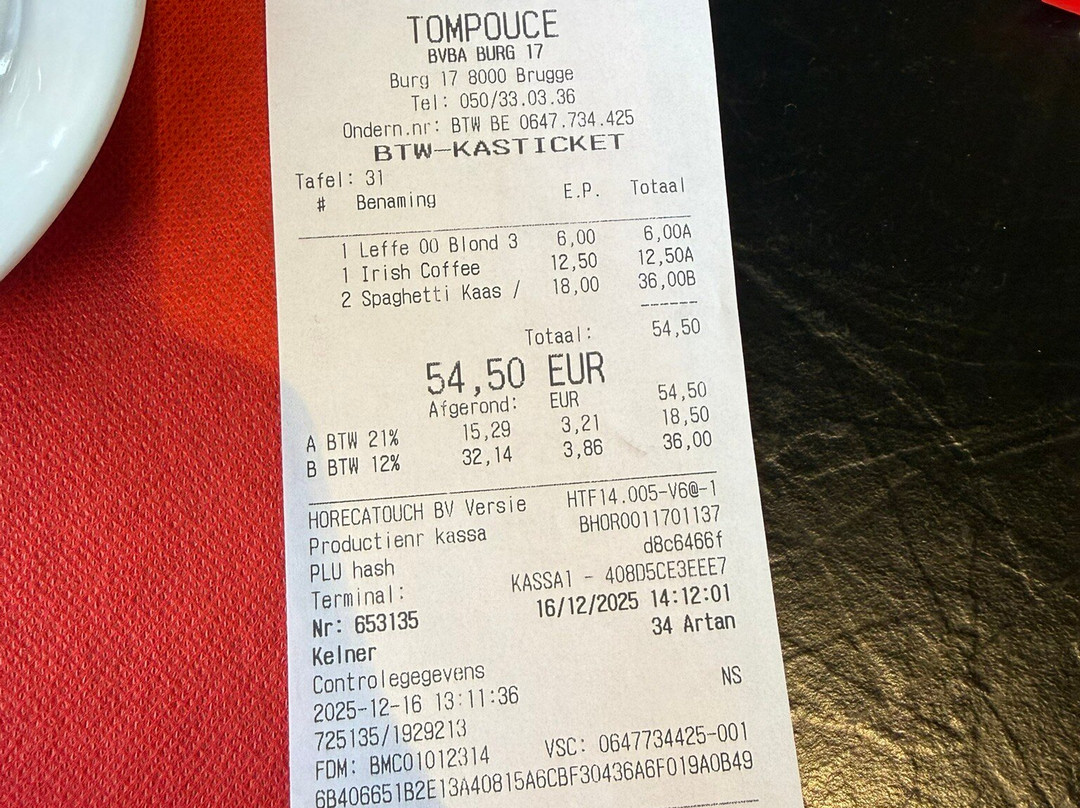 TOMPOUCE
BVBA BURG 17
Burg 17 8000 Brugge
Tel: 050/33.03.36
Ondern.nr: BTW BE 0647.734.425
BTW-KASTICKET
Tafel: 31
# Benaming E.P. Totaal
1 Leffe 00 Blond 3 6,00 6,00A
1 Irish Coffee 12,50 12,50A
2 Spaghetti Kaas / 18,00 36,00B
------
Totaal: 54,50
54,50 EUR
Afgerond: EUR 54,50
A BTW 21% 15,29 3,21 18,50
B BTW 12% 32,14 3,86 36,00
HORECATOUCH BV Versie HTF14.005-V6@-1
Productienr kassa BHOR0011701137
PLU hash d8c6466f
Terminal: KASSA1 - 408D5CE3EEE7
Nr: 653135 16/12/2025 14:12:01
Kelner 34 Artan
Controlegegevens
2025-12-16 13:11:36 NS
725135/1929213
FDM: BMC01012314 VSC: 0647734425-001
6B406651B2E13A40815A6CBF30436A6F019A0B49